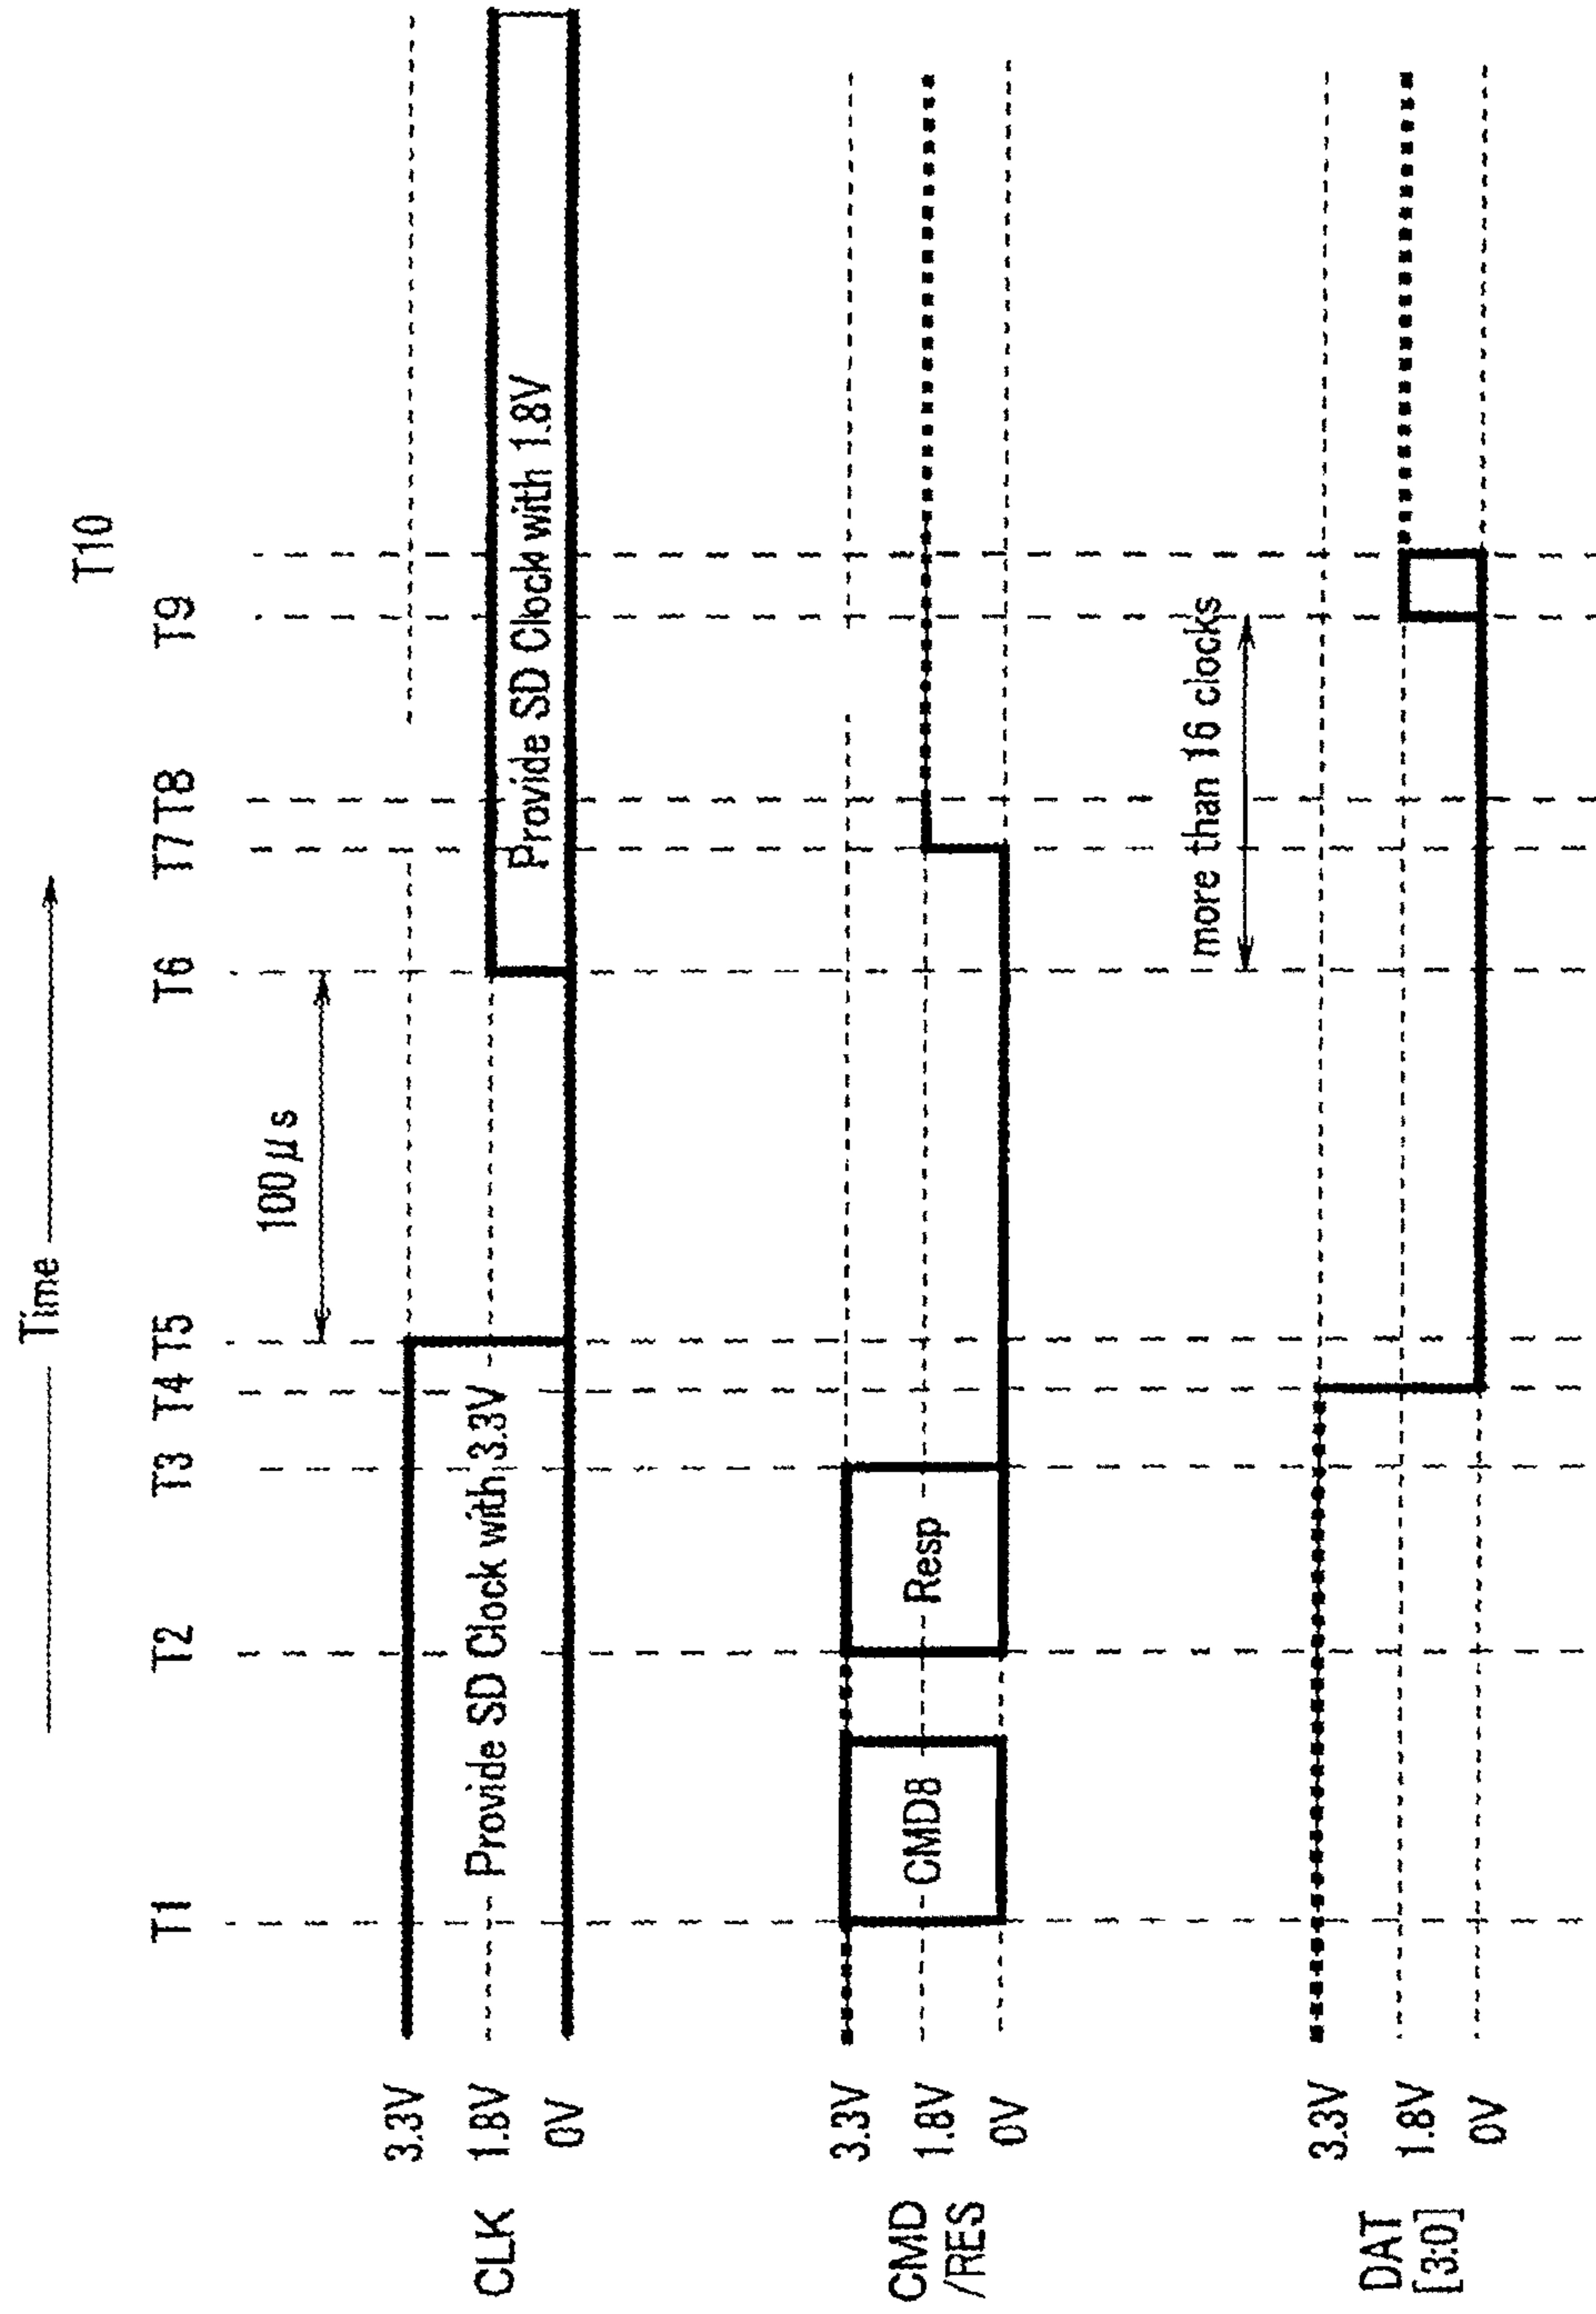 Time
T1
T2
T3
T4
T5
T6
T7
T8
T9
T10
100μs
CLK
3.3V
1.8V
0V
Provide SD Clock with 3.3V
Provide SD Clock with 1.8V
CMD
/RES
3.3V
1.8V
0V
CMD8
Resp
more than 16 clocks
DAT
[3:0]
3.3V
1.8V
0V